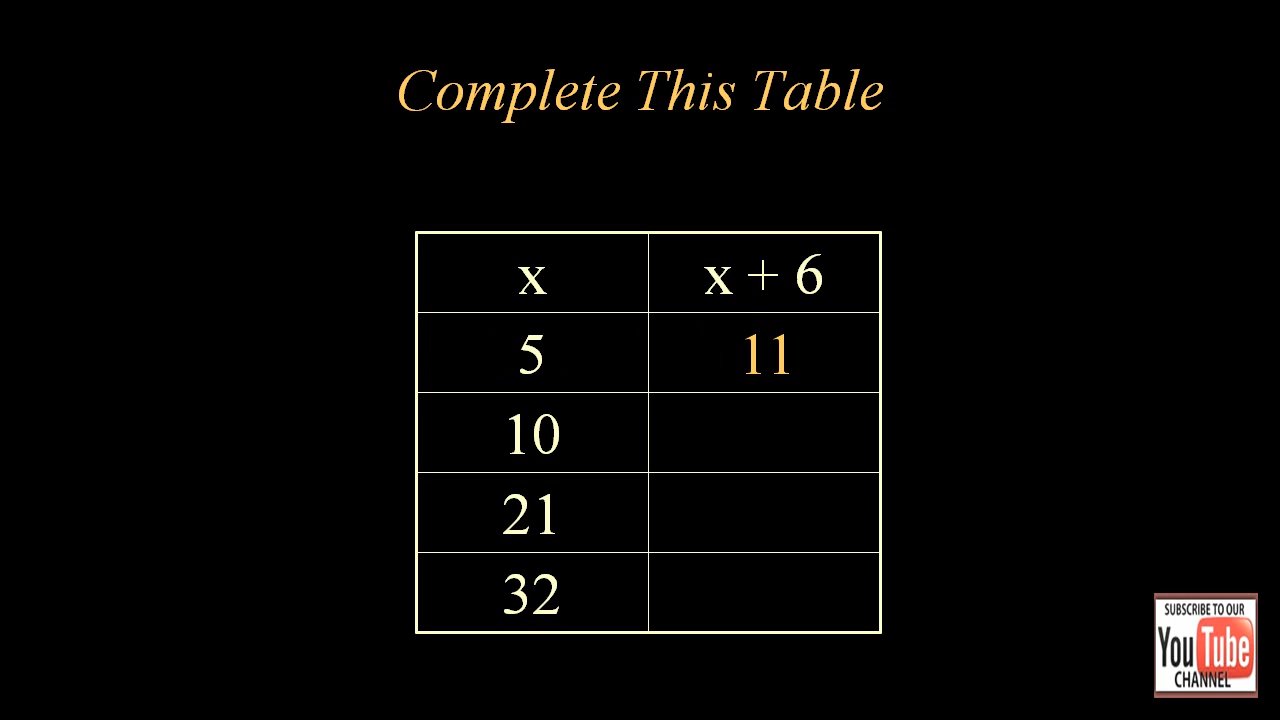 Complete This Table
x x + 6
5 11
10
21
32
SUBSCRIBE TO OUR
YouTube
CHANNEL